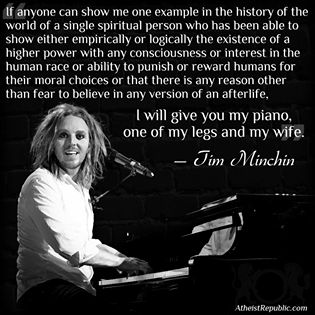 “If anyone can show me one example in the history of the
world of a single spiritual person who has been able to
show either empirically or logically the existence of a
higher power with any consciousness or interest in the
human race or ability to punish or reward humans for
their moral choices or that there is any reason other
than fear to believe in any version of an afterlife,
I will give you my piano,
one of my legs and my wife.
– Tim Minchin
AtheistRepublic.com